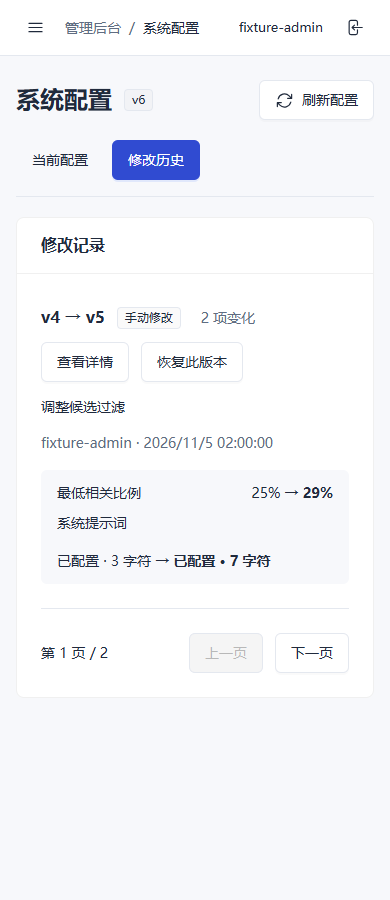 管理后台 / 系统配置 fixture-admin
系统配置 v6 刷新配置
当前配置 修改历史
修改记录
v4 → v5 手动修改 2 项变化
查看详情 恢复此版本
调整候选过滤
fixture-admin · 2026/11/5 02:00:00
最低相关比例 25% → 29%
系统提示词
已配置 · 3 字符 → 已配置 • 7 字符
第 1 页 / 2 上一页 下一页